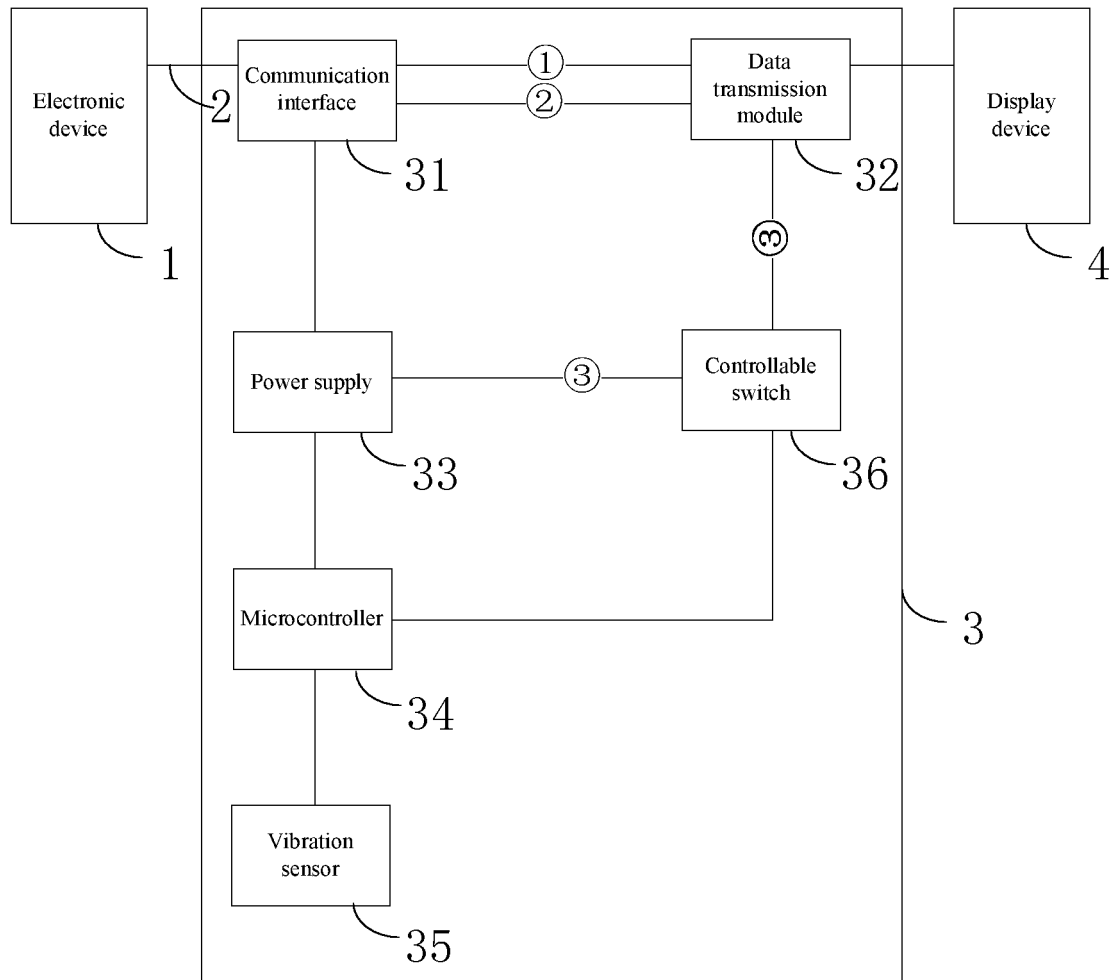 Electronic
device
2
Communication
interface
①
②
Data
transmission
module
Display
device
31
32
1
4
③
Power supply
③
Controllable
switch
33
36
Microcontroller
3
34
Vibration
sensor
35